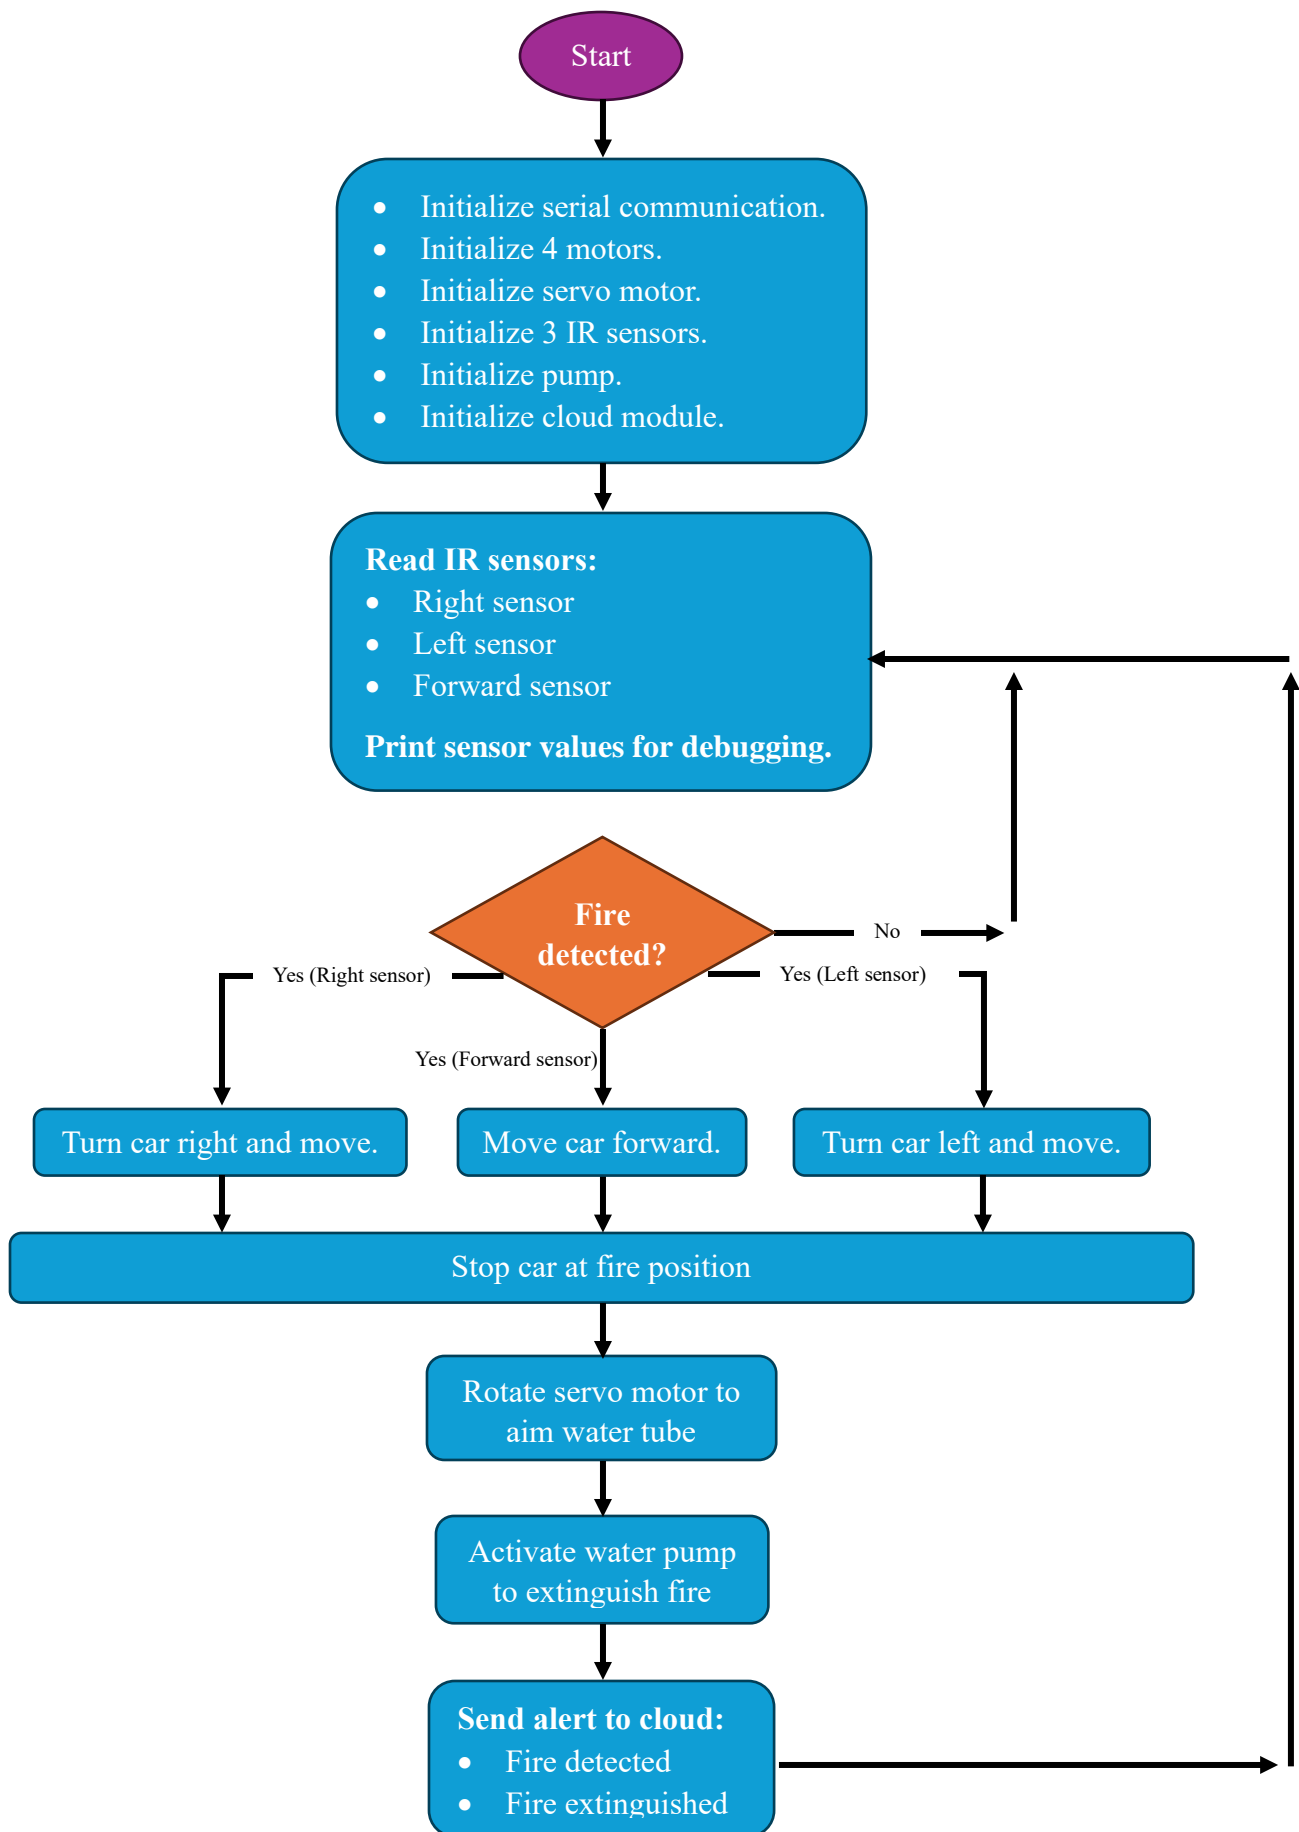 Start
• Initialize serial communication.
• Initialize 4 motors.
• Initialize servo motor.
• Initialize 3 IR sensors.
• Initialize pump.
• Initialize cloud module.
Read IR sensors:
• Right sensor
• Left sensor
• Forward sensor
Print sensor values for debugging.
Fire
detected?
No
Yes (Right sensor)
Yes (Left sensor)
Yes (Forward sensor)
Turn car right and move.
Move car forward.
Turn car left and move.
Stop car at fire position
Rotate servo motor to
aim water tube
Activate water pump
to extinguish fire
Send alert to cloud:
• Fire detected
• Fire extinguished